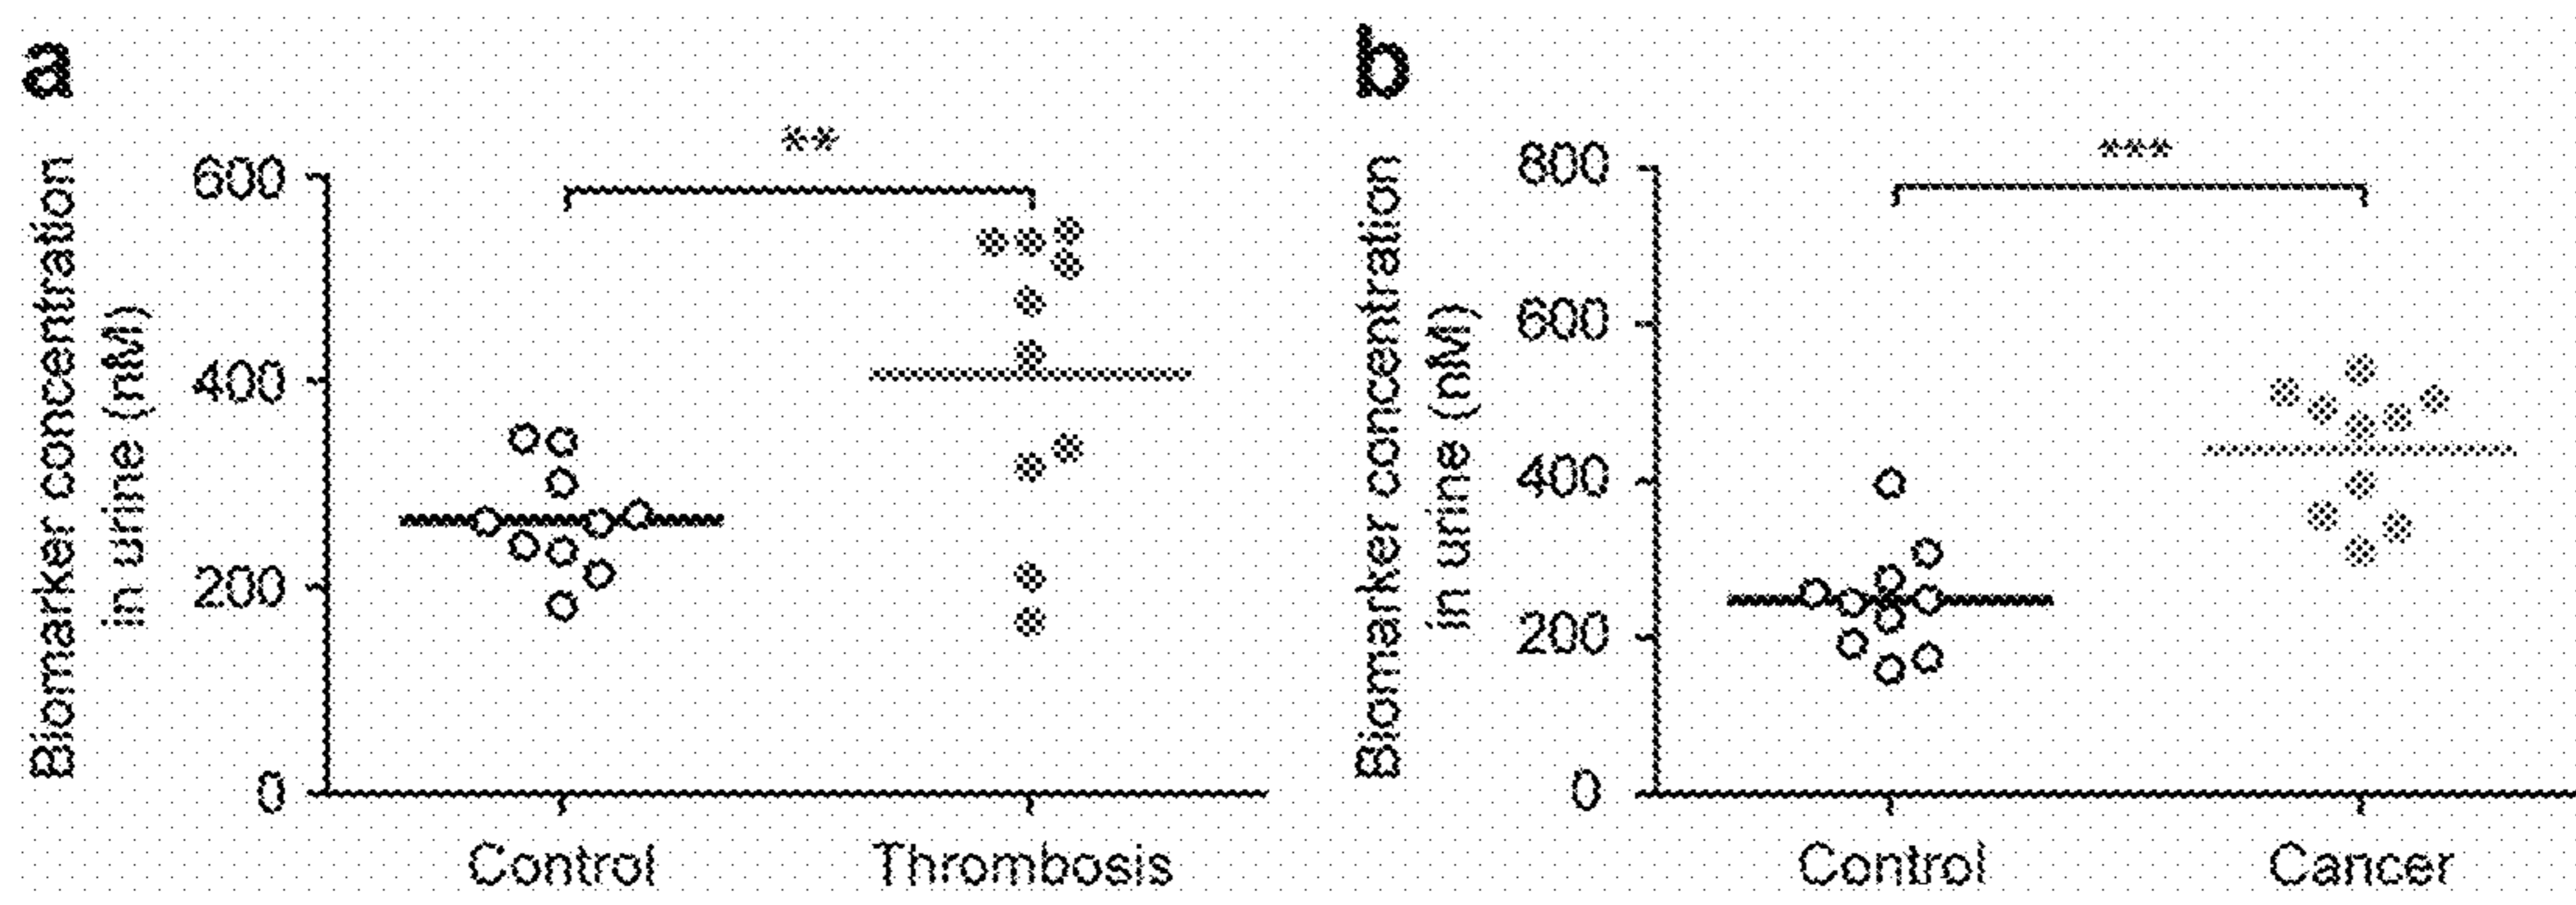 a
Biomarker concentration
in urine (nM)
600
400
200
0
**
Control
Thrombosis
b
Biomarker concentration
in urine (nM)
800
600
400
200
0
***
Control
Cancer